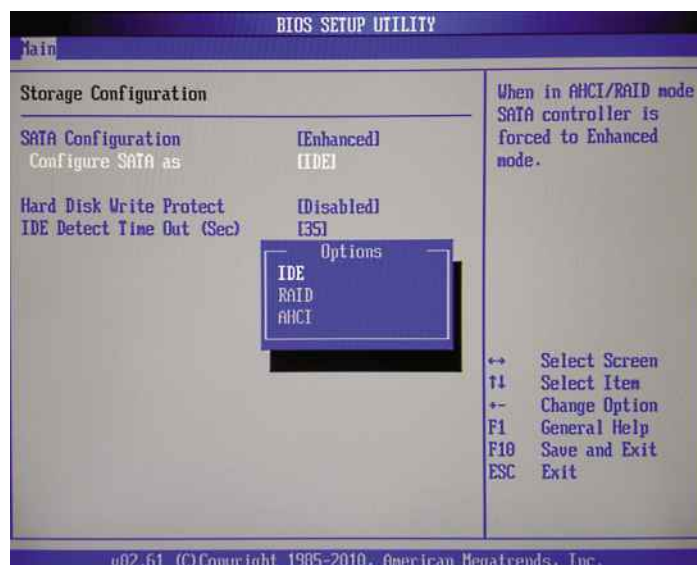 BIOS SETUP UTILITY
Main
Storage Configuration
SATA Configuration [Enhanced]
Configure SATA as [IDE]
Hard Disk Write Protect [Disabled]
IDE Detect Time Out (Sec) [35]
Options
IDE
RAID
AHCI
When in AHCI/RAID mode
SATA controller is
forced to Enhanced
mode.
↔ Select Screen
↑↓ Select Item
+- Change Option
F1 General Help
F10 Save and Exit
ESC Exit
v02.61 (C)Copyright 1985-2010, American Megatrends, Inc.